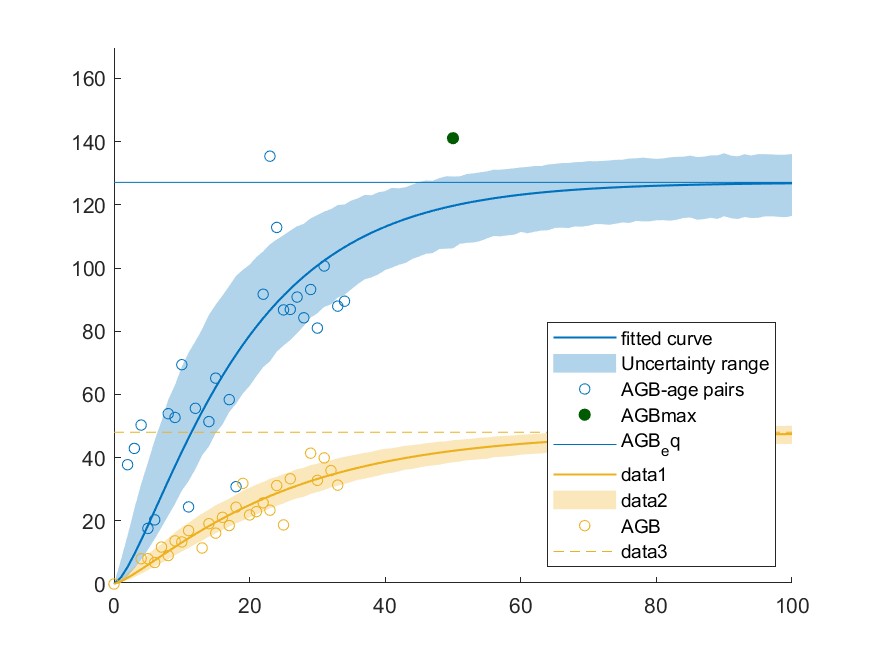 160
140
120
100
80
60
40
20
0
0 20 40 60 80 100
fitted curve
Uncertainty range
AGB-age pairs
AGBmax
AGBeq
data1
data2
AGB
data3